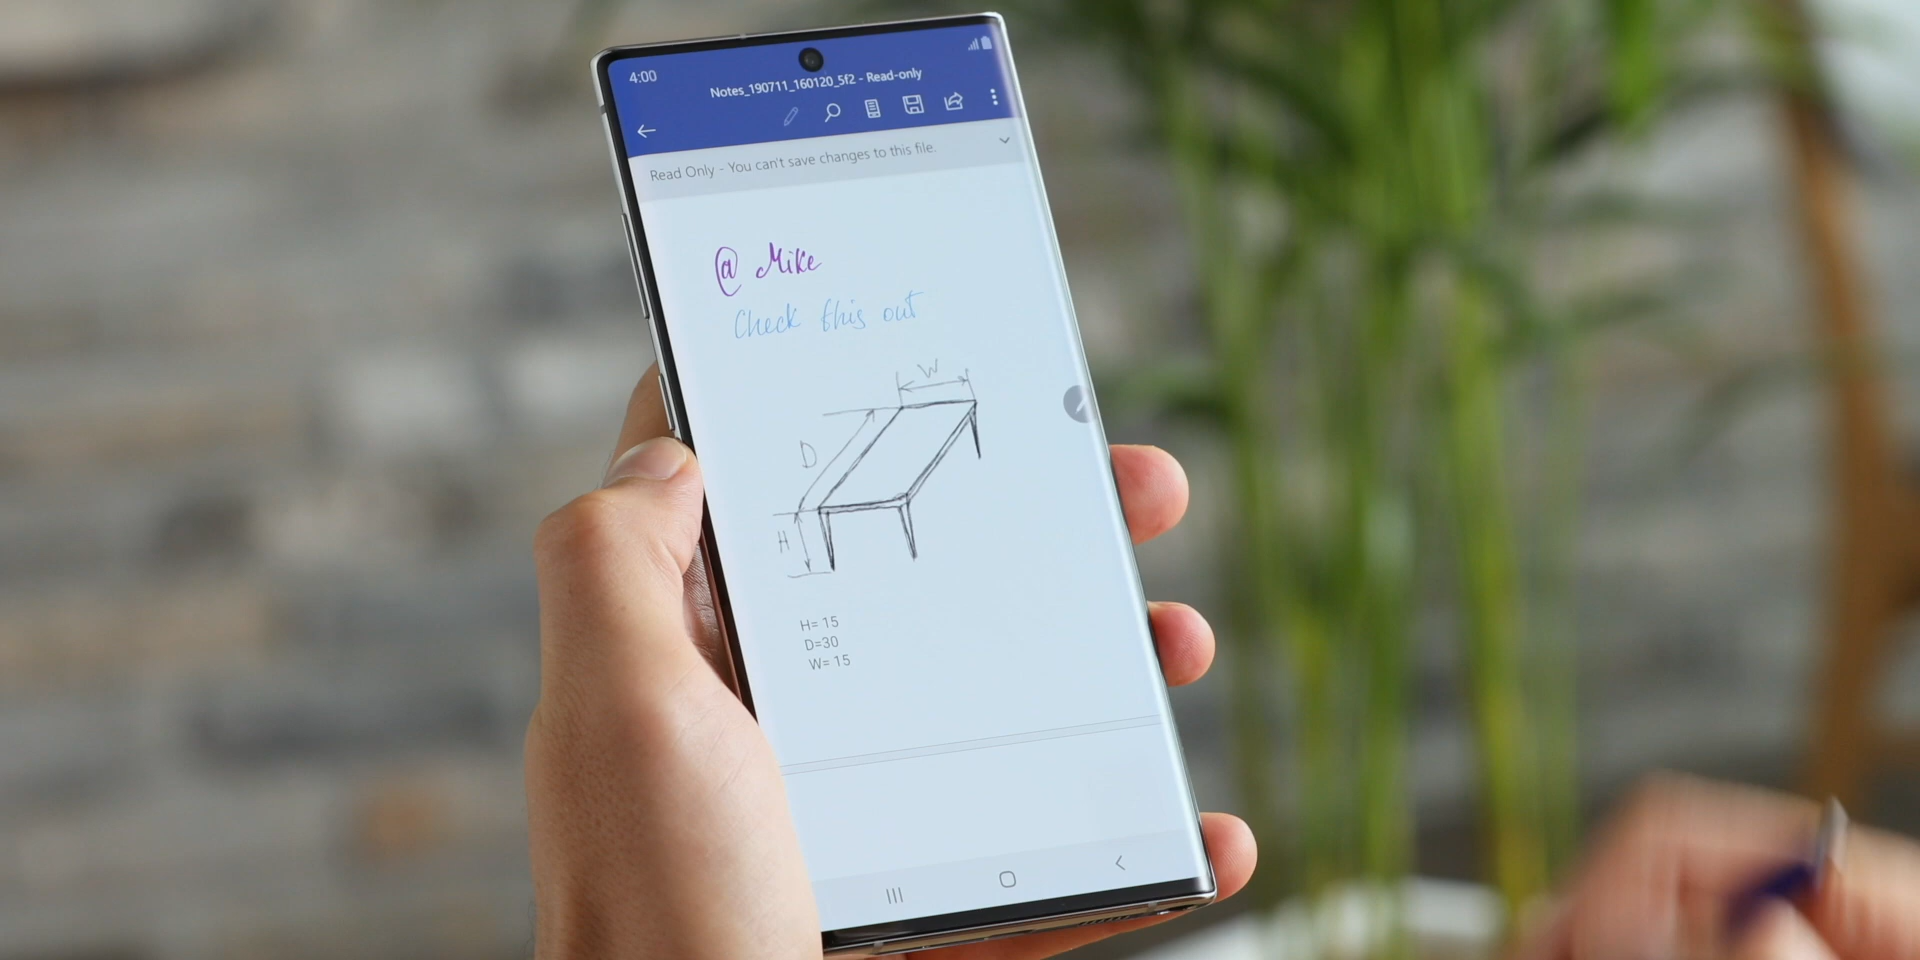 4:00
Notes_190711_160120_5f2 - Read-only
Read Only - You can't save changes to this file.
@ Mike
Check this out
W
D
H
H= 15
D=30
W= 15